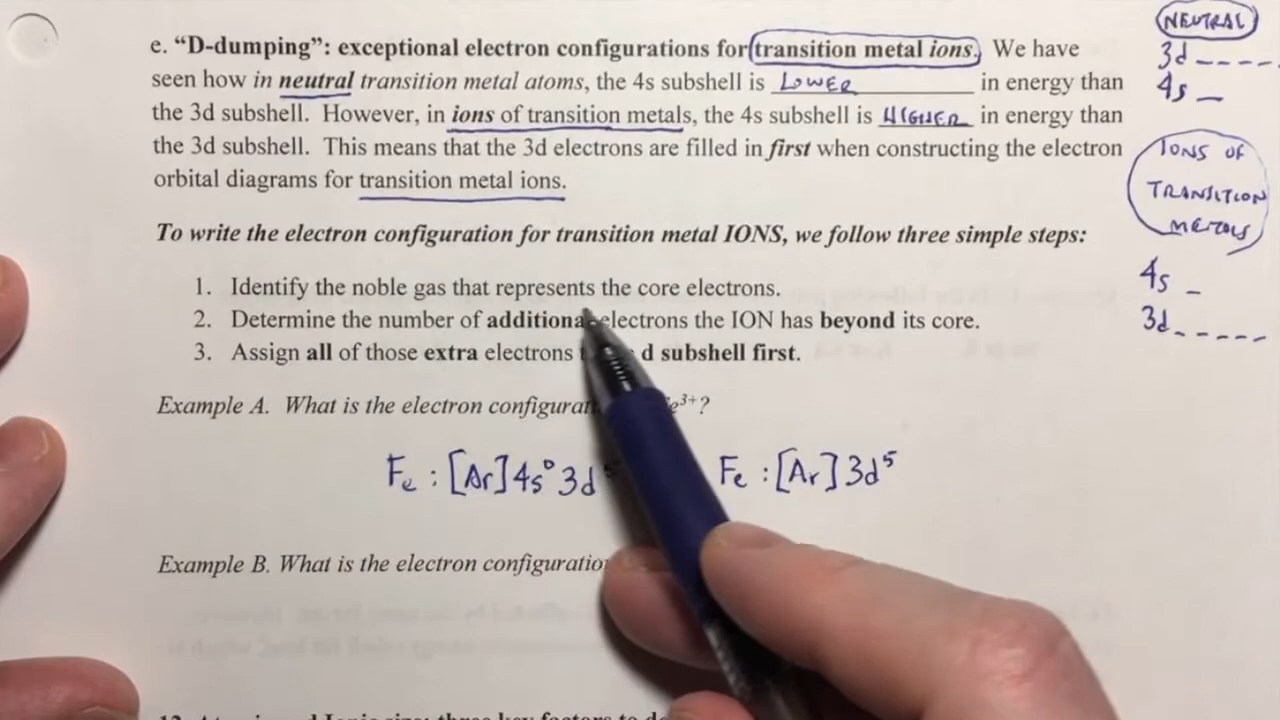 e. “D-dumping”: exceptional electron configurations for transition metal ions. We have
seen how in neutral transition metal atoms, the 4s subshell is LOWER in energy than
the 3d subshell. However, in ions of transition metals, the 4s subshell is HIGHER in energy than
the 3d subshell. This means that the 3d electrons are filled in first when constructing the electron
orbital diagrams for transition metal ions.
To write the electron configuration for transition metal IONS, we follow three simple steps:
1. Identify the noble gas that represents the core electrons.
2. Determine the number of additional electrons the ION has beyond its core.
3. Assign all of those extra electrons d subshell first.
Example A. What is the electron e³⁺?
Fe : [Ar] 4s⁰ 3d Fe : [Ar] 3d⁵
Example B. What is the electron
NEUTRAL
3d _ _ _ _ _
4s _
IONS OF
TRANSITION
METALS
4s _
3d _ _ _ _ _